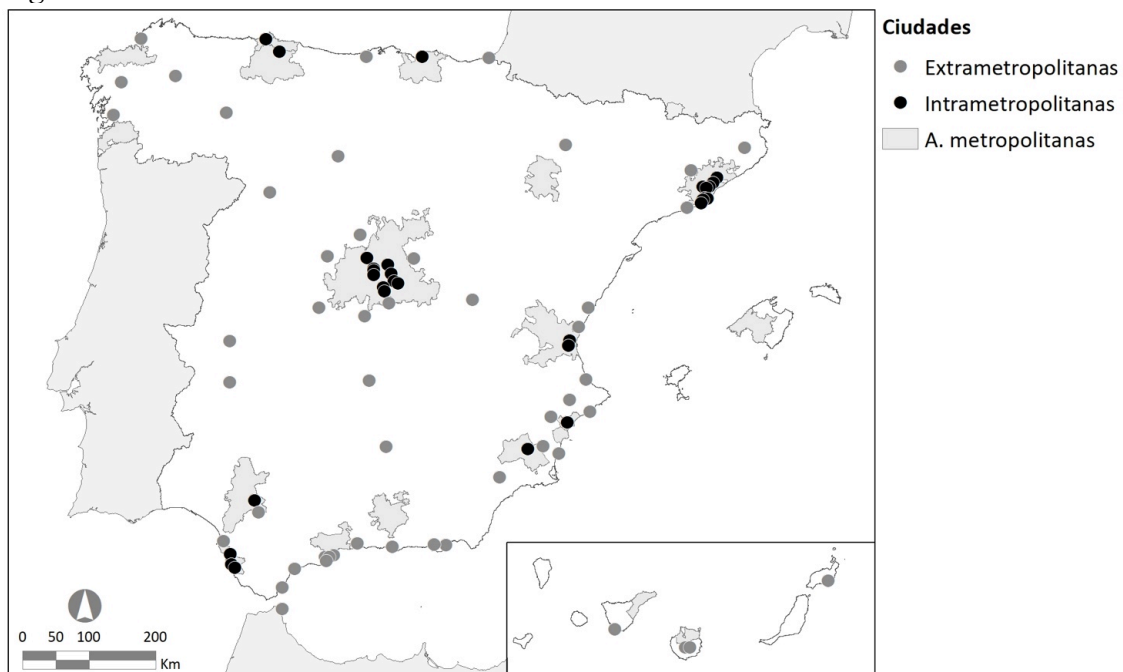 Ciudades
Extrametropolitanas
Intrametropolitanas
A. metropolitanas
0 50 100 200
Km